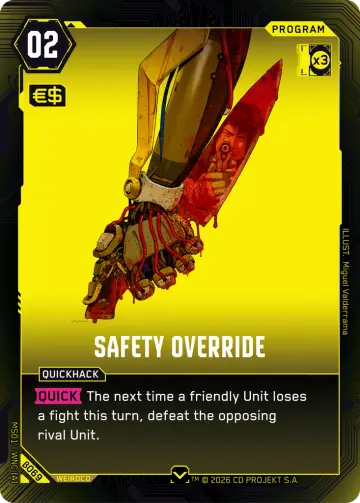 02
PROGRAM
x3
€$
ILLUST. Miguel Valderrama
SAFETY OVERRIDE
QUICKHACK
QUICK The next time a friendly Unit loses
a fight this turn, defeat the opposing
rival Unit.
WEIRDCO
™ © 2026 CD PROJEKT S.A.